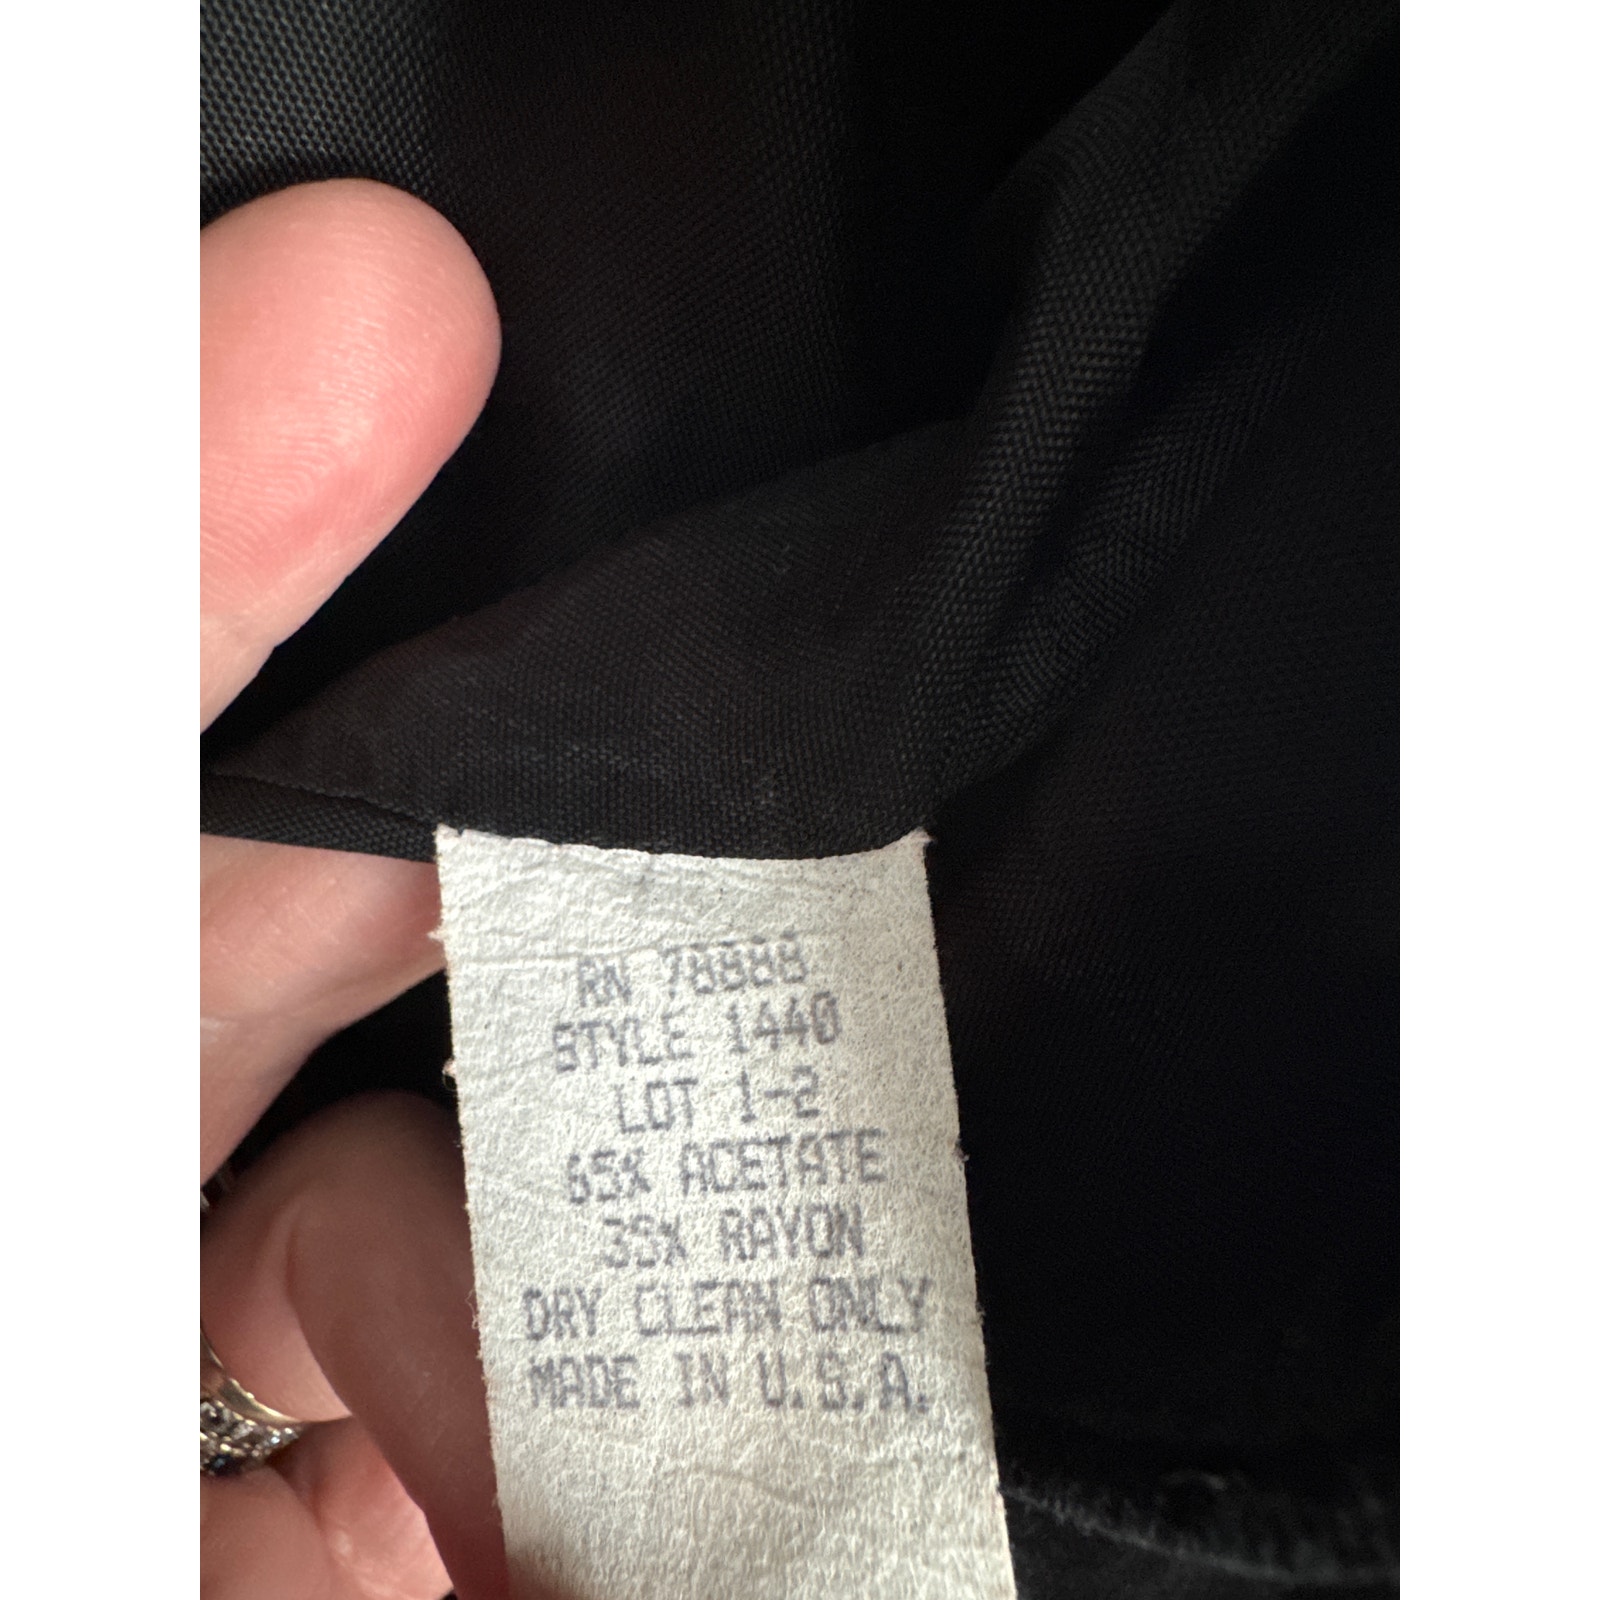 RN 78888
STYLE 1440
LOT 1-2
65% ACETATE
35% RAYON
DRY CLEAN ONLY
MADE IN U.S.A.